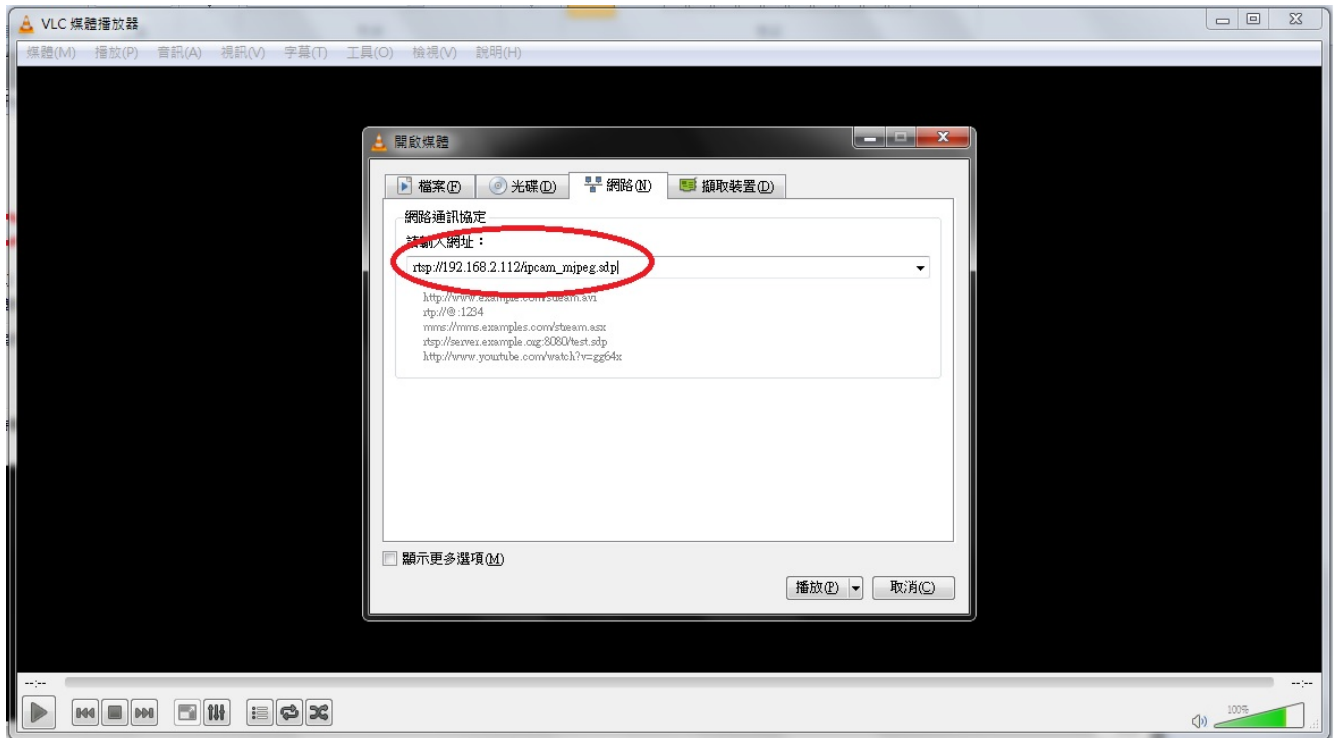 VLC 媒體播放器
媒體(M) 播放(P) 音訊(A) 視訊(V) 字幕(T) 工具(O) 檢視(V) 說明(H)
開啟媒體
檔案(F) 光碟(D) 網路(N) 擷取裝置(D)
網路通訊協定
請輸入網址：
rtsp://192.168.2.112/ipcam_mjpeg.sdp
http://www.example.com/stream.avi
rtp://@:1234
mms://mms.examples.com/stream.asx
rtsp://server.example.org:8080/test.sdp
http://www.yourtube.com/watch?v=gg64x
顯示更多選項(M)
播放(P) 取消(C)
--:-- --:--
100%